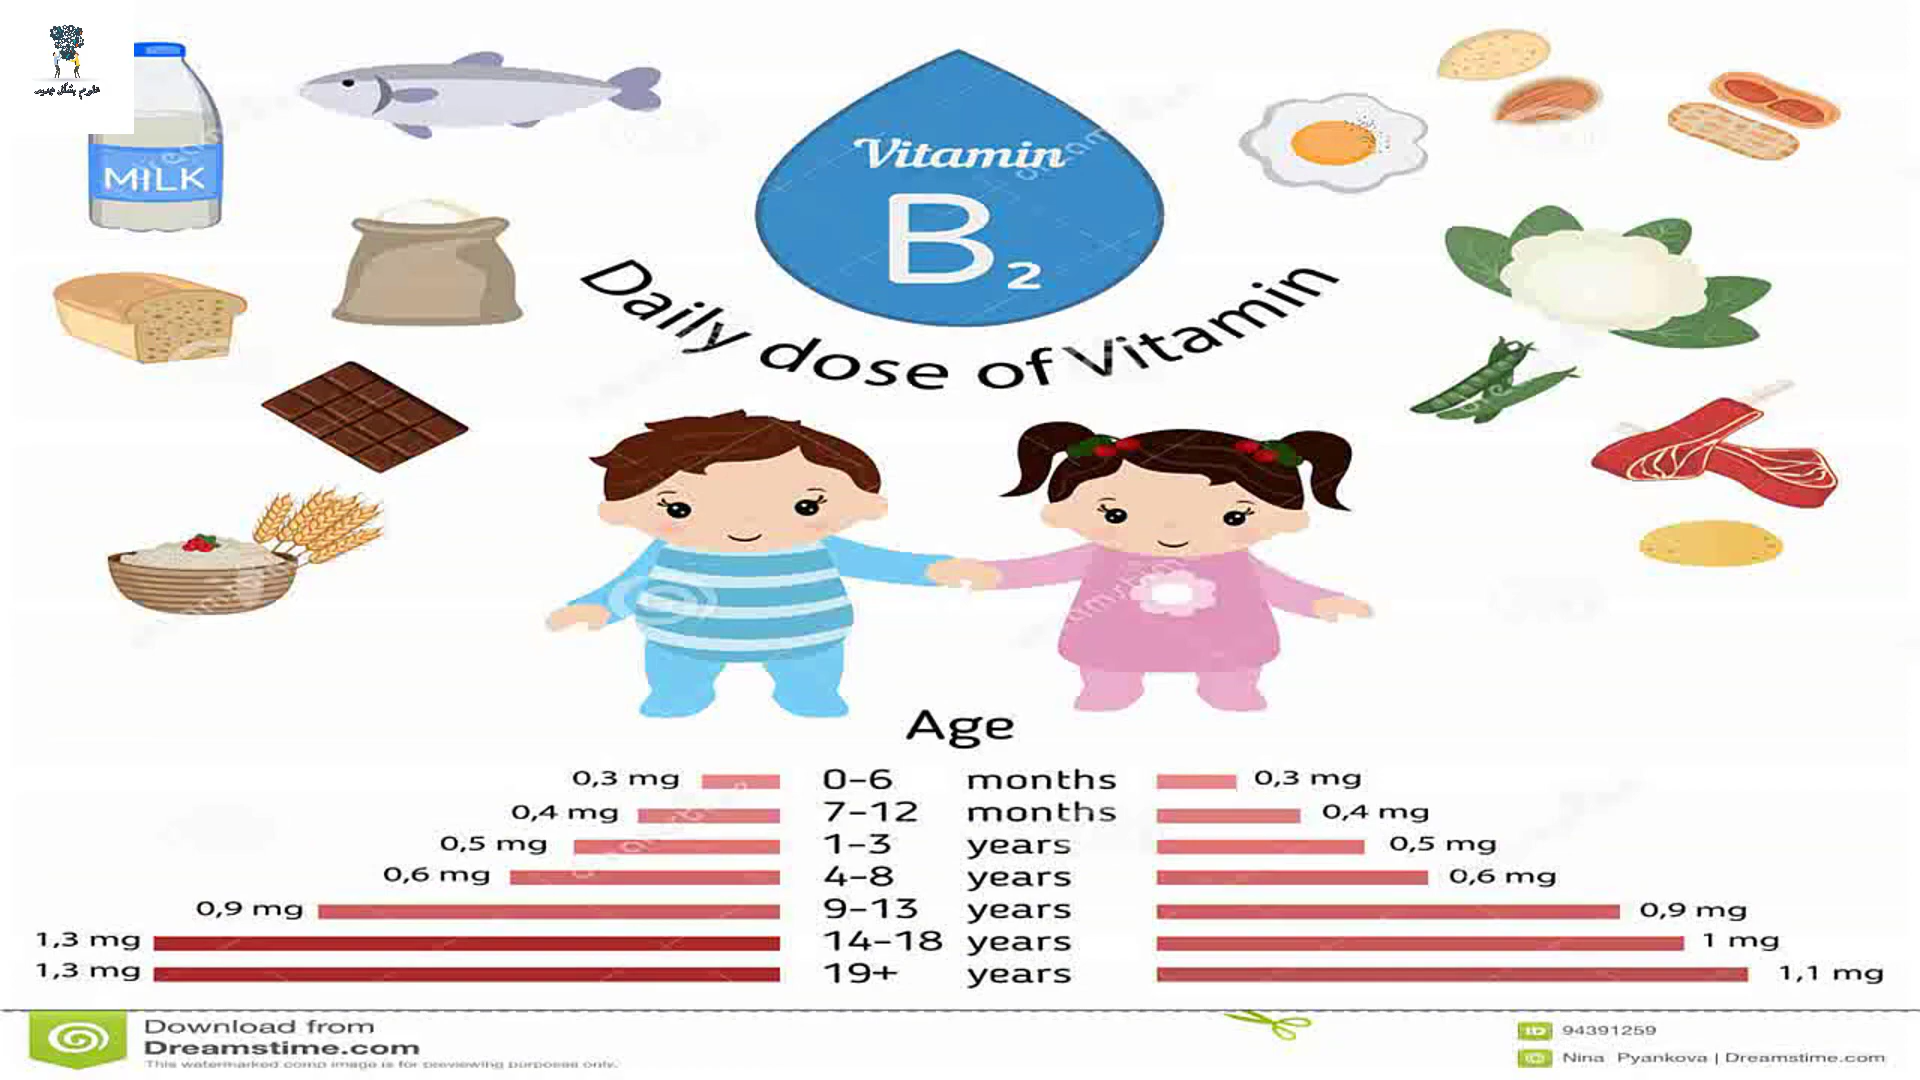 علوم بشكل جديد
MILK
Vitamin
B2
Daily dose of Vitamin
Age
0,3 mg 0-6 months 0,3 mg
0,4 mg 7-12 months 0,4 mg
0,5 mg 1-3 years 0,5 mg
0,6 mg 4-8 years 0,6 mg
0,9 mg 9-13 years 0,9 mg
1,3 mg 14-18 years 1 mg
1,3 mg 19+ years 1,1 mg
Download from
Dreamstime.com
This watermarked comp image is for previewing purposes only.
ID 94391259
Nina Pyankova | Dreamstime.com